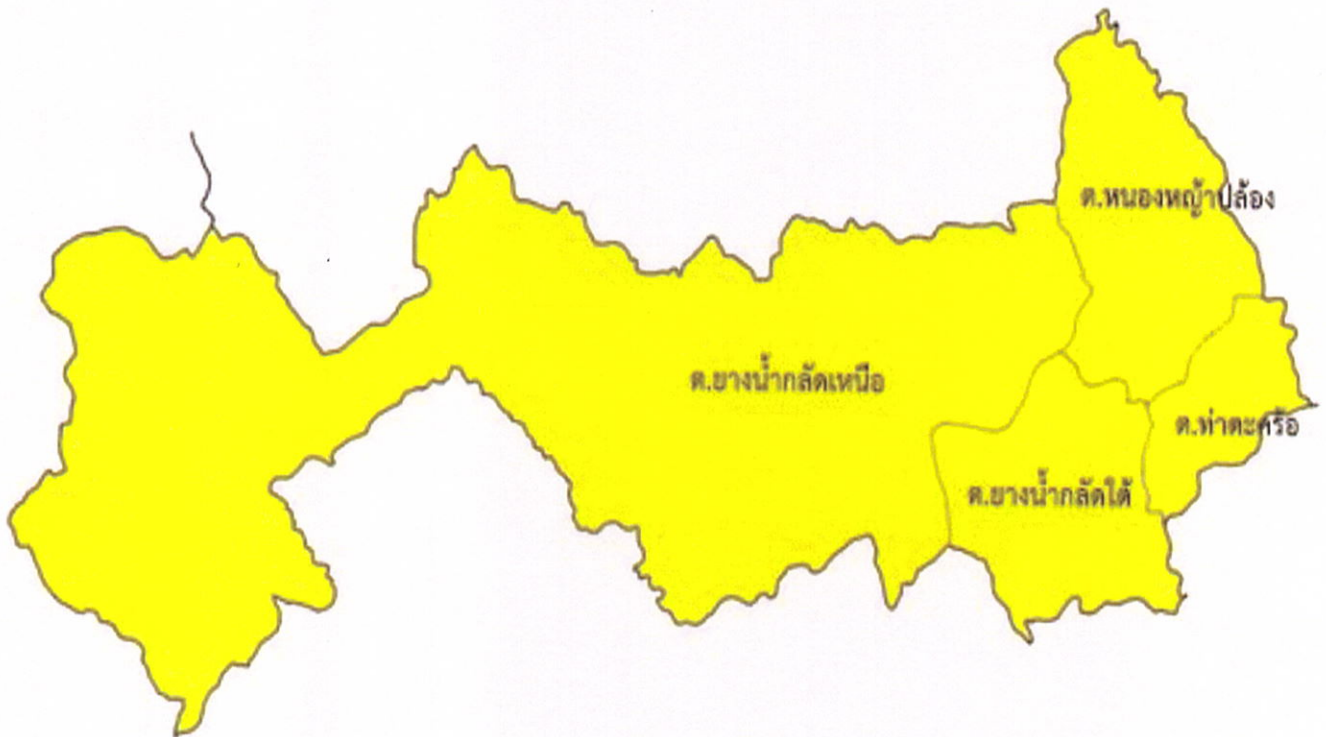 ต.หนองหญ้าปล้อง
ต.ยางน้ำกลัดเหนือ
ต.ท่าตะคร้อ
ต.ยางน้ำกลัดใต้